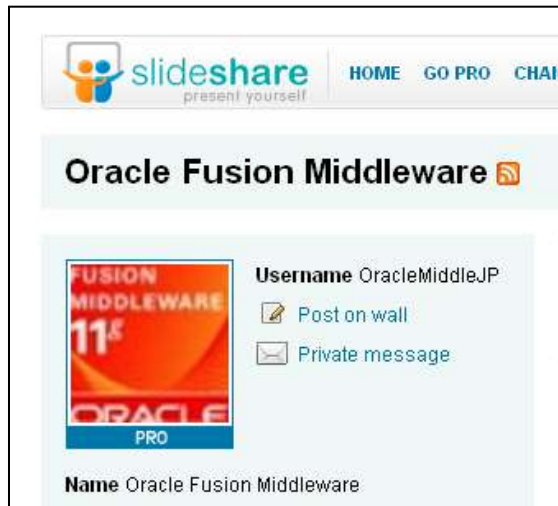 slideshare HOME GO PRO CHAN
present yourself
Oracle Fusion Middleware
FUSION
MIDDLEWARE
11g
ORACLE
PRO
Username OracleMiddleJP
Post on wall
Private message
Name Oracle Fusion Middleware